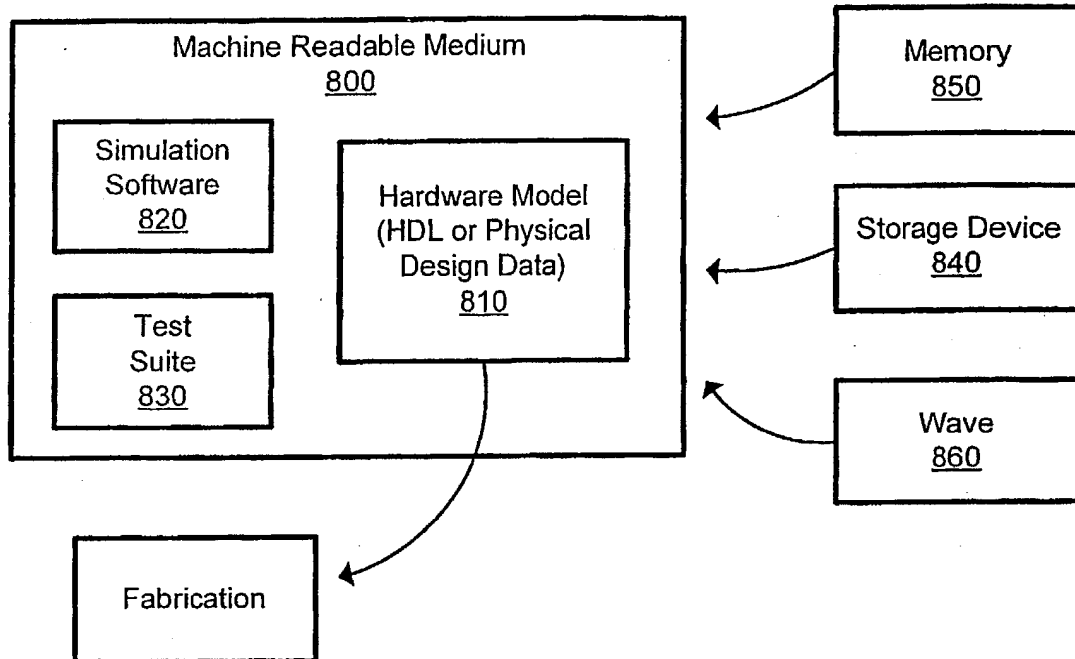 Machine Readable Medium
800
Simulation
Software
820
Hardware Model
(HDL or Physical
Design Data)
810
Test
Suite
830
Memory
850
Storage Device
840
Wave
860
Fabrication